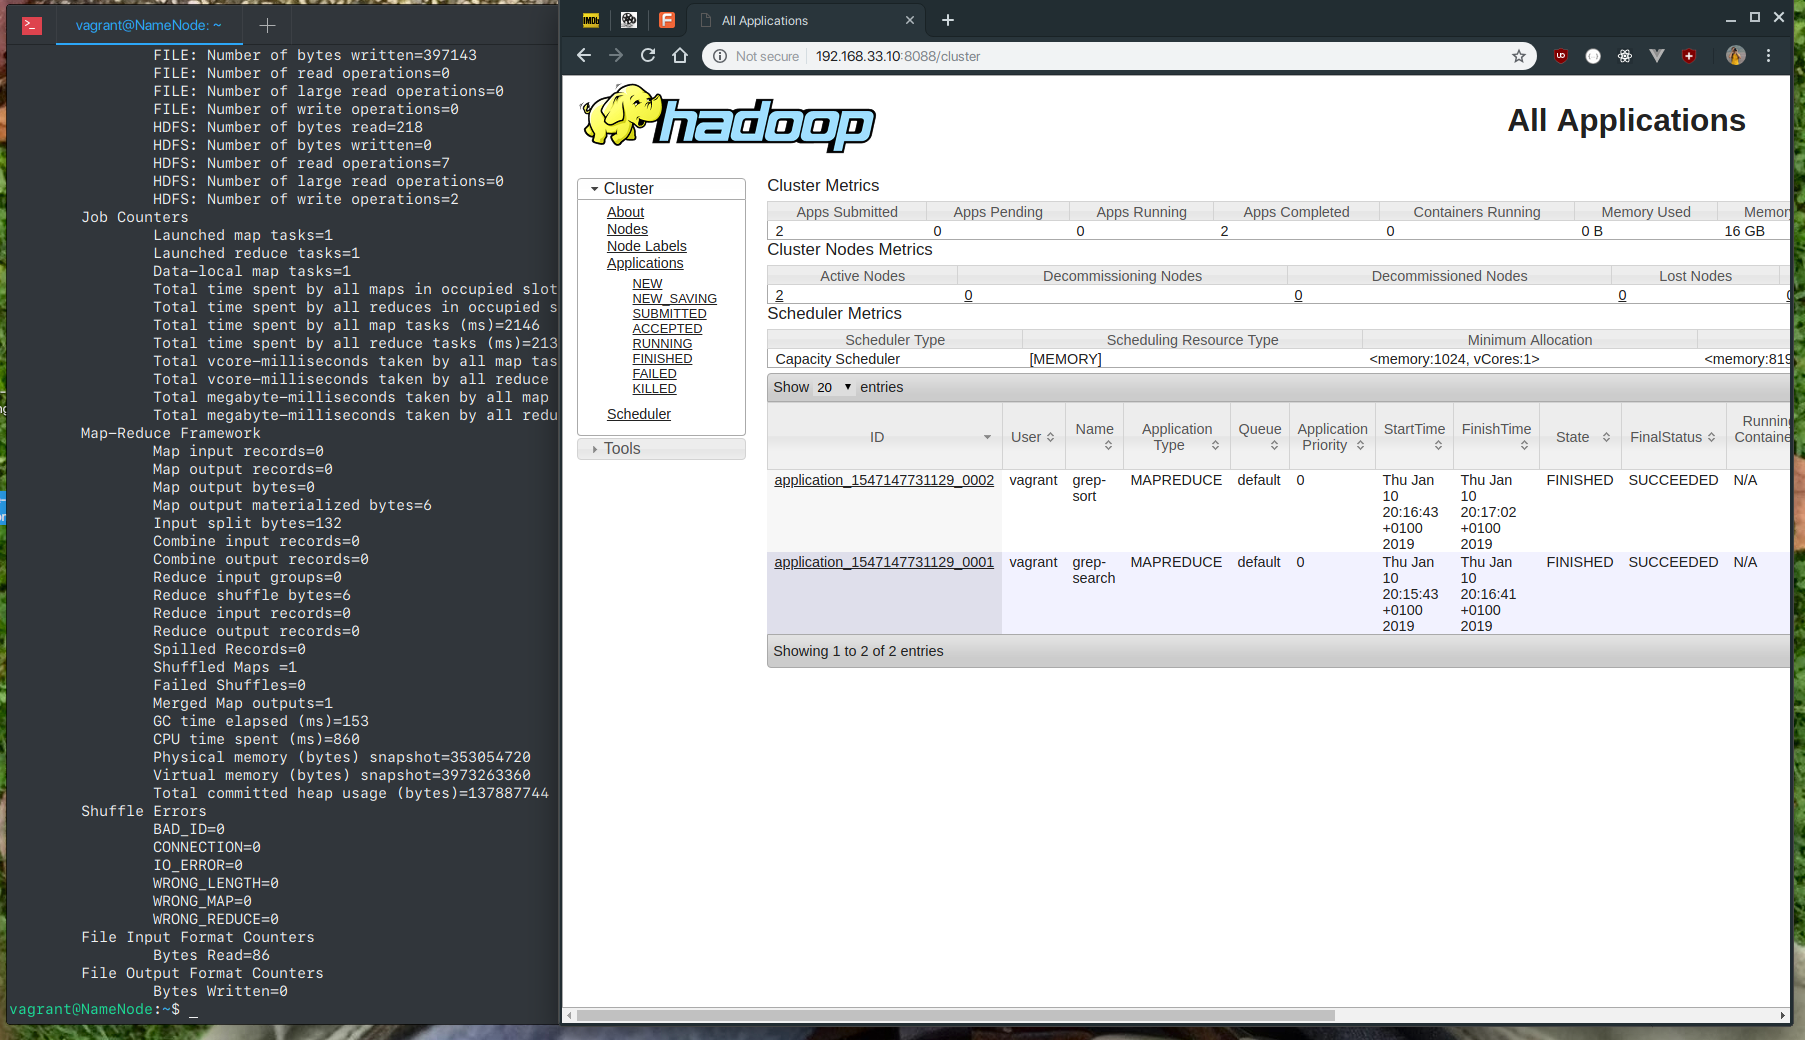 vagrant@NameNode: ~
FILE: Number of bytes written=397143
FILE: Number of read operations=0
FILE: Number of large read operations=0
FILE: Number of write operations=0
HDFS: Number of bytes read=218
HDFS: Number of bytes written=0
HDFS: Number of read operations=7
HDFS: Number of large read operations=0
HDFS: Number of write operations=2
Job Counters
Launched map tasks=1
Launched reduce tasks=1
Data-local map tasks=1
Total time spent by all maps in occupied slot
Total time spent by all reduces in occupied s
Total time spent by all map tasks (ms)=2146
Total time spent by all reduce tasks (ms)=213
Total vcore-milliseconds taken by all map tas
Total vcore-milliseconds taken by all reduce
Total megabyte-milliseconds taken by all map
Total megabyte-milliseconds taken by all redu
Map-Reduce Framework
Map input records=0
Map output records=0
Map output bytes=0
Map output materialized bytes=6
Input split bytes=132
Combine input records=0
Combine output records=0
Reduce input groups=0
Reduce shuffle bytes=6
Reduce input records=0
Reduce output records=0
Spilled Records=0
Shuffled Maps =1
Failed Shuffles=0
Merged Map outputs=1
GC time elapsed (ms)=153
CPU time spent (ms)=860
Physical memory (bytes) snapshot=353054720
Virtual memory (bytes) snapshot=3973263360
Total committed heap usage (bytes)=137887744
Shuffle Errors
BAD_ID=0
CONNECTION=0
IO_ERROR=0
WRONG_LENGTH=0
WRONG_MAP=0
WRONG_REDUCE=0
File Input Format Counters
Bytes Read=86
File Output Format Counters
Bytes Written=0
vagrant@NameNode:~$ _
IMDb
All Applications
Not secure 192.168.33.10:8088/cluster
hadoop
All Applications
Cluster
About
Nodes
Node Labels
Applications
NEW
NEW_SAVING
SUBMITTED
ACCEPTED
RUNNING
FINISHED
FAILED
KILLED
Scheduler
Tools
Cluster Metrics
Apps Submitted Apps Pending Apps Running Apps Completed Containers Running Memory Used Memory
2 0 0 2 0 0 B 16 GB
Cluster Nodes Metrics
Active Nodes Decommissioning Nodes Decommissioned Nodes Lost Nodes
2 0 0 0 0
Scheduler Metrics
Scheduler Type Scheduling Resource Type Minimum Allocation
Capacity Scheduler [MEMORY] <memory:1024, vCores:1> <memory:819
Show 20 entries
ID User Name Application Type Queue Application Priority StartTime FinishTime State FinalStatus Running Containe
application_1547147731129_0002 vagrant grep-sort MAPREDUCE default 0 Thu Jan 10 20:16:43 +0100 2019 Thu Jan 10 20:17:02 +0100 2019 FINISHED SUCCEEDED N/A
application_1547147731129_0001 vagrant grep-search MAPREDUCE default 0 Thu Jan 10 20:15:43 +0100 2019 Thu Jan 10 20:16:41 +0100 2019 FINISHED SUCCEEDED N/A
Showing 1 to 2 of 2 entries